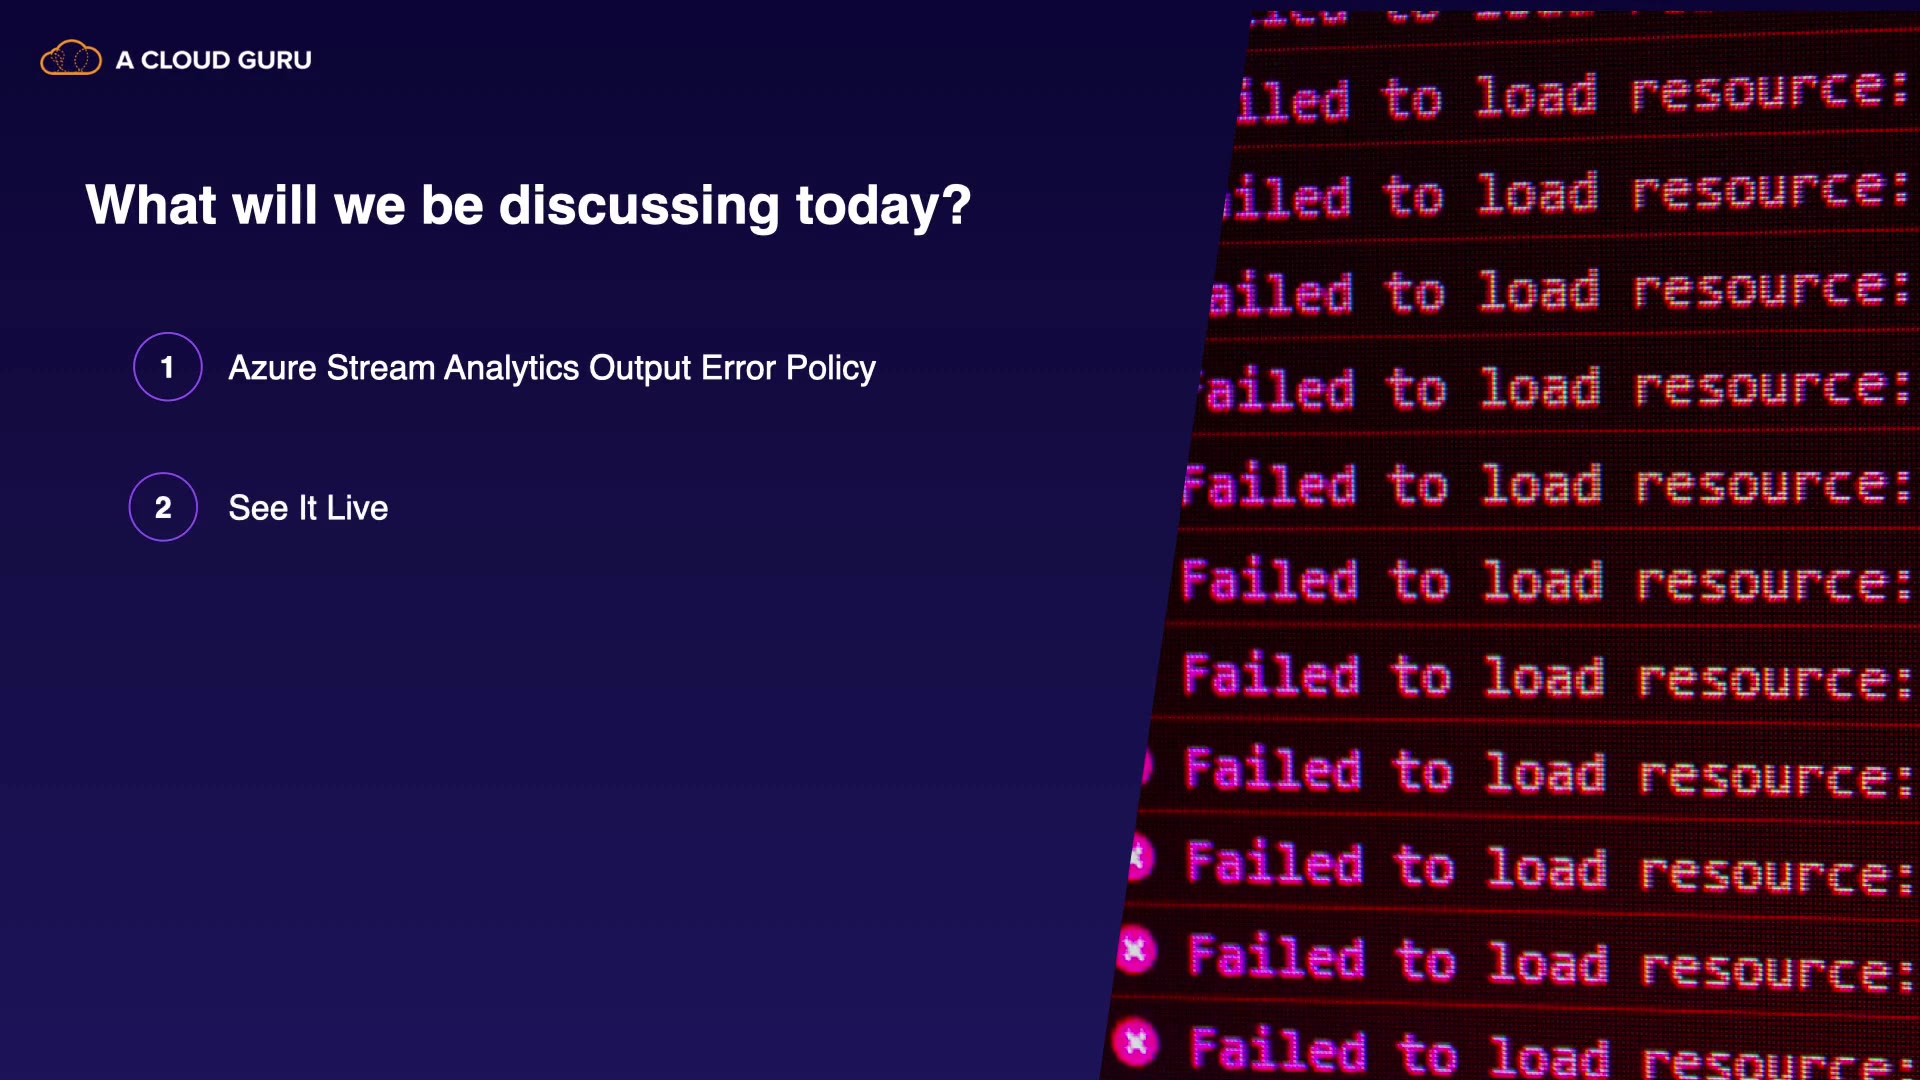 A CLOUD GURU
What will we be discussing today?
1 Azure Stream Analytics Output Error Policy
2 See It Live
to load
iled to load resource:
iled to load resource:
ailed to load resource:
ailed to load resource:
Failed to load resource:
Failed to load resource:
Failed to load resource:
Failed to load resource:
Failed to load resource:
Failed to load resource:
Failed to load resource: